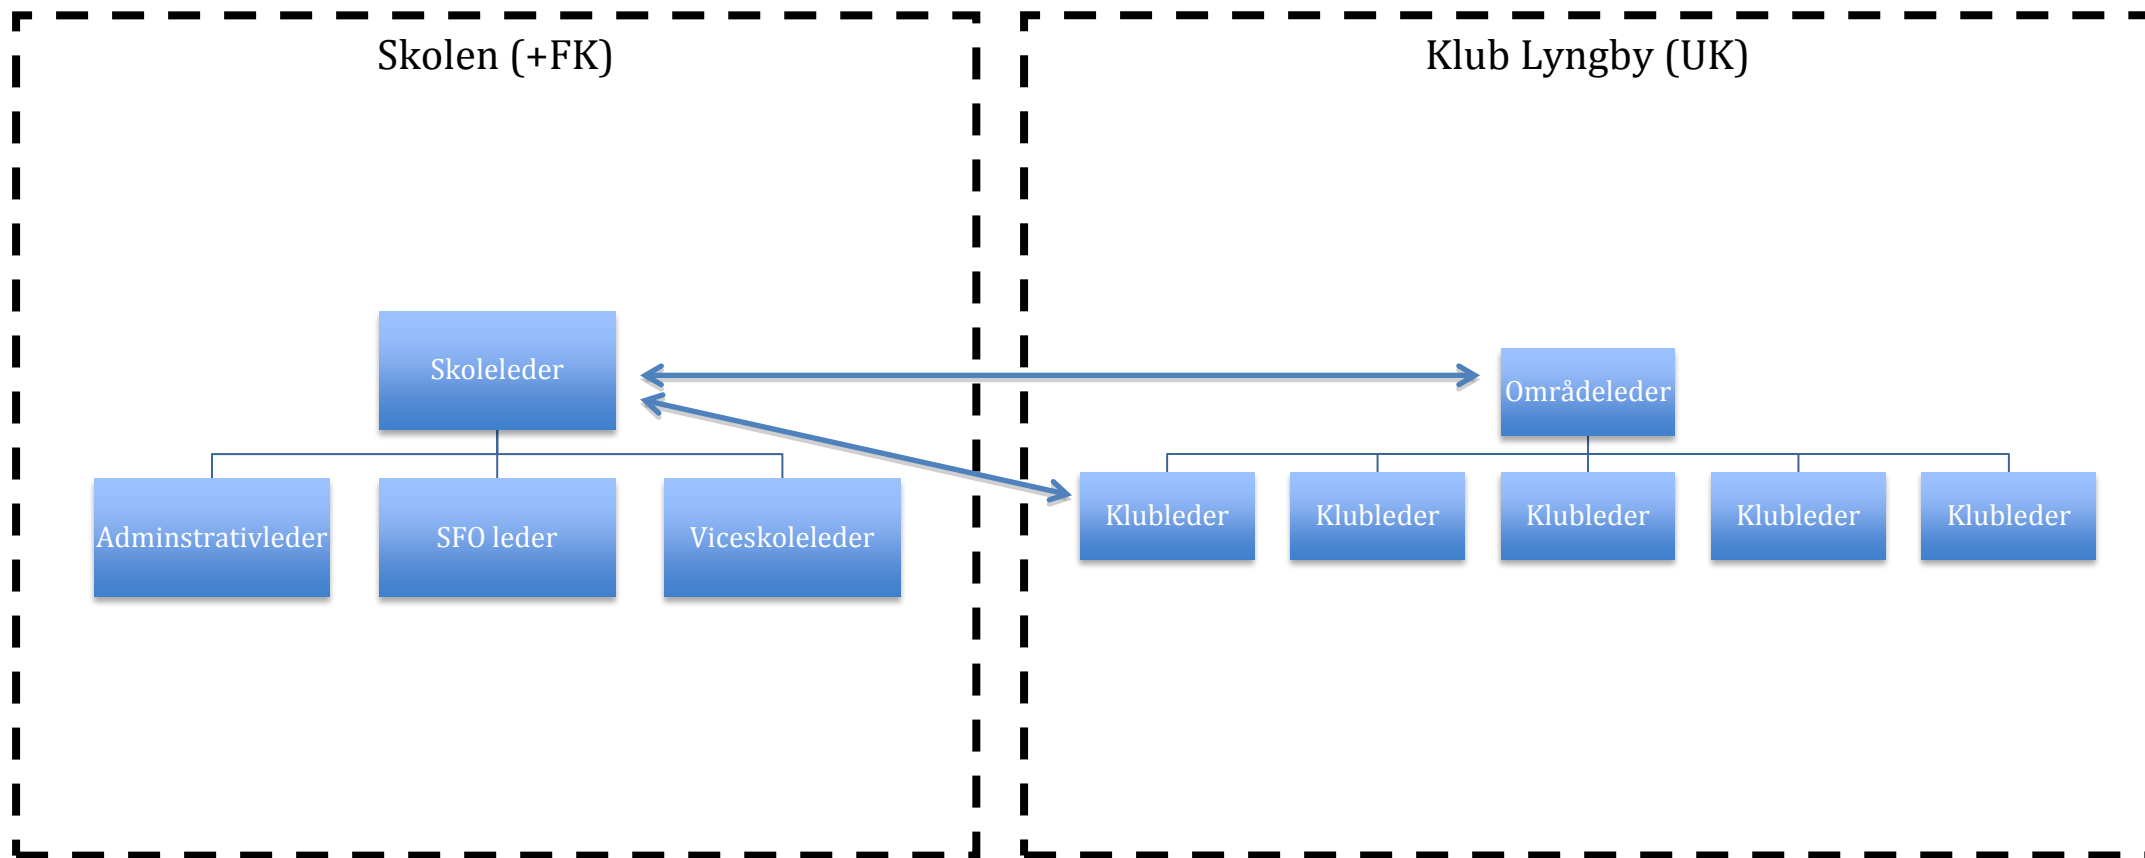 Skolen (+FK)
Skoleleder
Adminstrativleder
SFO leder
Viceskoleleder
Klub Lyngby (UK)
Områdeleder
Klubleder
Klubleder
Klubleder
Klubleder
Klubleder